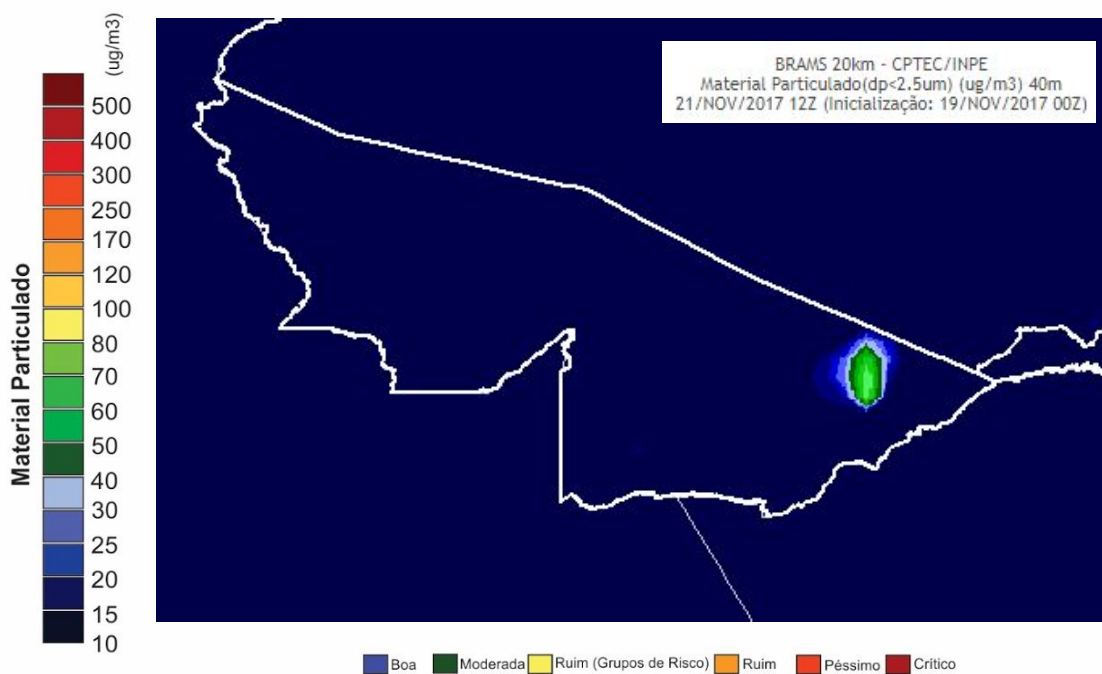 (ug/m3)
BRAMS 20km - CPTEC/INPE
Material Particulado(dp<2.5um) (ug/m3) 40m
21/NOV/2017 12Z (Inicialização: 19/NOV/2017 00Z)
Material Particulado
500
400
300
250
170
120
100
80
70
60
50
40
30
25
20
15
10
Boa Moderada Ruim (Grupos de Risco) Ruim Péssimo Crítico